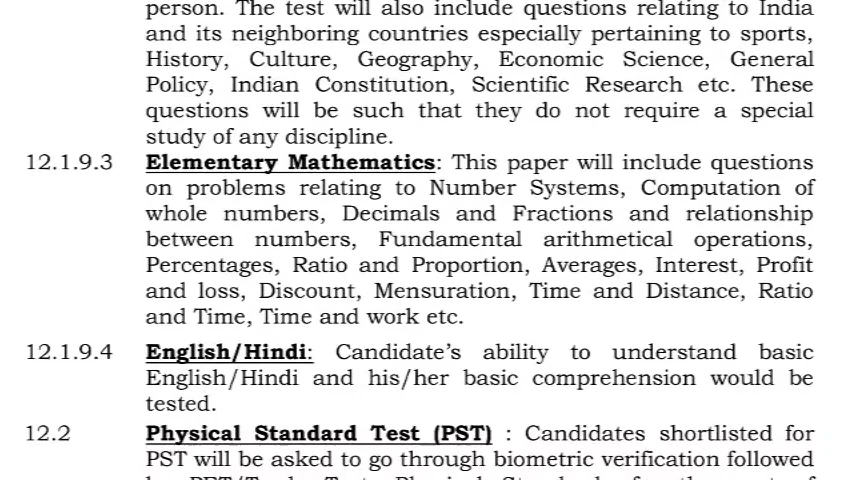 person. The test will also include questions relating to India
and its neighboring countries especially pertaining to sports,
History, Culture, Geography, Economic Science, General
Policy, Indian Constitution, Scientific Research etc. These
questions will be such that they do not require a special
study of any discipline.
12.1.9.3 Elementary Mathematics: This paper will include questions
on problems relating to Number Systems, Computation of
whole numbers, Decimals and Fractions and relationship
between numbers, Fundamental arithmetical operations,
Percentages, Ratio and Proportion, Averages, Interest, Profit
and loss, Discount, Mensuration, Time and Distance, Ratio
and Time, Time and work etc.
12.1.9.4 English/Hindi: Candidate's ability to understand basic
English/Hindi and his/her basic comprehension would be
tested.
12.2 Physical Standard Test (PST) : Candidates shortlisted for
PST will be asked to go through biometric verification followed